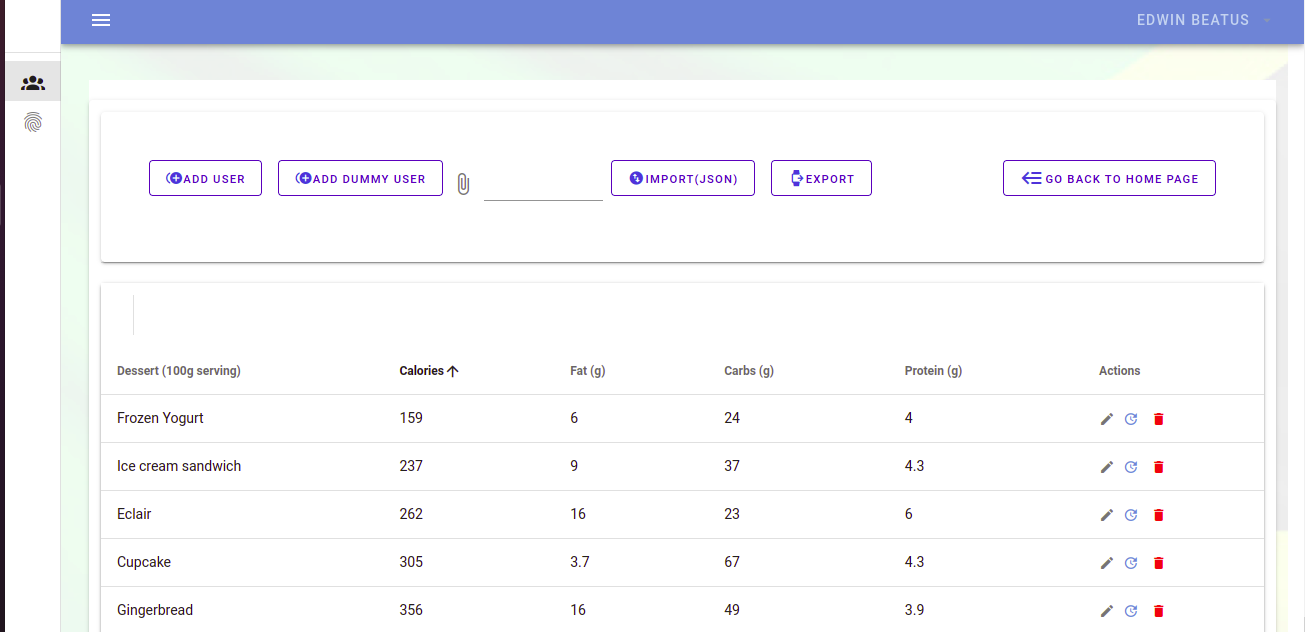 EDWIN BEATUS
ADD USER ADD DUMMY USER IMPORT(JSON) EXPORT GO BACK TO HOME PAGE
Dessert (100g serving) Calories Fat (g) Carbs (g) Protein (g) Actions
Frozen Yogurt 159 6 24 4
Ice cream sandwich 237 9 37 4.3
Eclair 262 16 23 6
Cupcake 305 3.7 67 4.3
Gingerbread 356 16 49 3.9